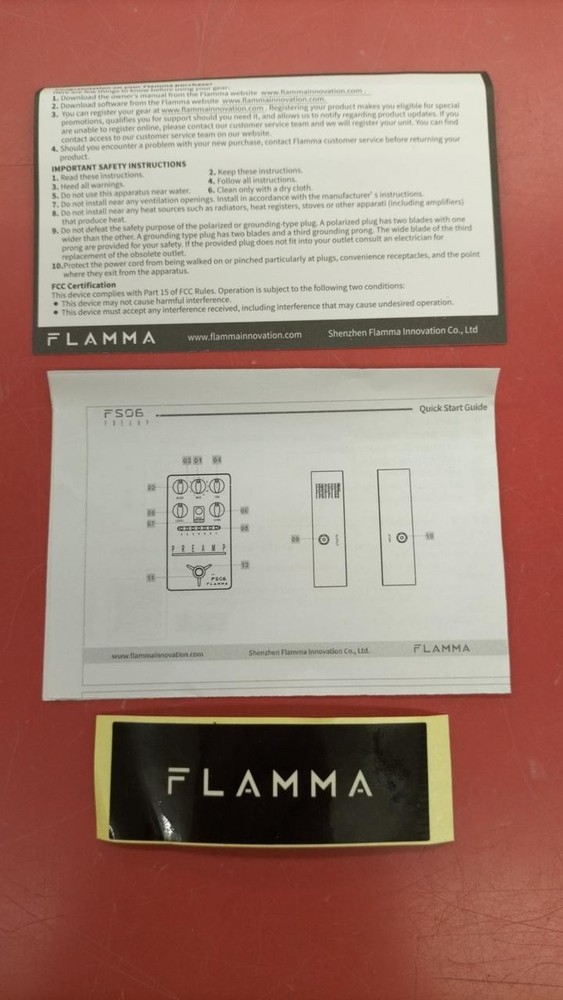 1. Download the owner's manual from the Flamma website www.flammainnovation.com .
2. Download software from the Flamma website www.flammainnovation.com.
3. You can register your gear at www.flammainnovation.com . Registering your product makes you eligible for special
promotions, qualifies you for support should you need it, and allows us to notify regarding product updates. If you
are unable to register online, please contact our customer service team and we will register your unit. You can find
contact access to our customer service team on our website.
4. Should you encounter a problem with your new purchase, contact Flamma customer service before returning your
product.
IMPORTANT SAFETY INSTRUCTIONS
1. Read these instructions. 2. Keep these instructions.
3. Heed all warnings. 4. Follow all instructions.
5. Do not use this apparatus near water. 6. Clean only with a dry cloth.
7. Do not install near any ventilation openings. Install in accordance with the manufacturer's instructions.
8. Do not install near any heat sources such as radiators, heat registers, stoves or other apparati (including amplifiers)
that produce heat.
9. Do not defeat the safety purpose of the polarized or grounding-type plug. A polarized plug has two blades with one
wider than the other. A grounding type plug has two blades and a third grounding prong. The wide blade of the third
prong are provided for your safety. If the provided plug does not fit into your outlet consult an electrician for
replacement of the obsolete outlet.
10.Protect the power cord from being walked on or pinched particularly at plugs, convenience receptacles, and the point
where they exit from the apparatus.
FCC Certification
This device complies with Part 15 of FCC Rules. Operation is subject to the following two conditions:
• This device may not cause harmful interference.
• This device must accept any interference received, including interference that may cause undesired operation.
FLAMMA www.flammainnovation.com Shenzhen Flamma Innovation Co., Ltd
FS06 Quick Start Guide
PREAMP
03 01 04
02
05
11
12
09
10
PREAMP
FS06
FLAMMA
www.flammainnovation.com Shenzhen Flamma Innovation Co., Ltd. FLAMMA
FLAMMA